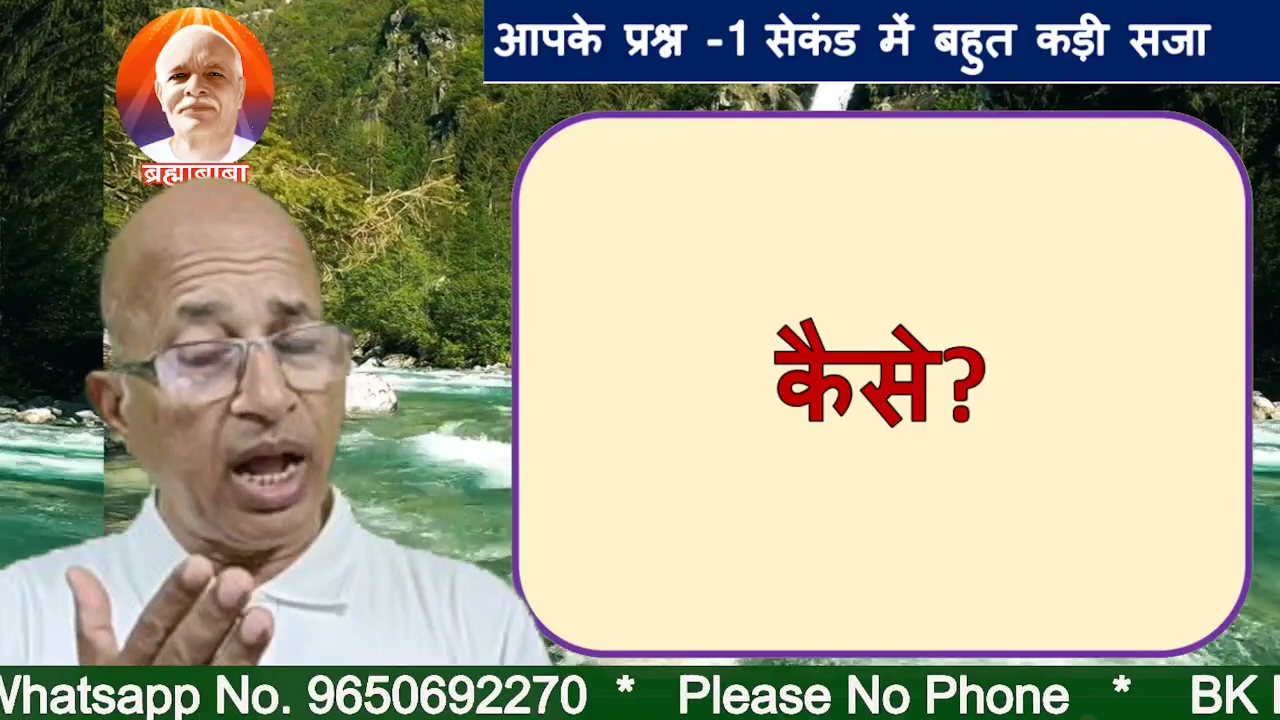 आपके प्रश्न -1 सेकंड में बहुत कड़ी सजा
ब्रह्माबाबा
कैसे?
Whatsapp No. 9650692270 * Please No Phone * BK